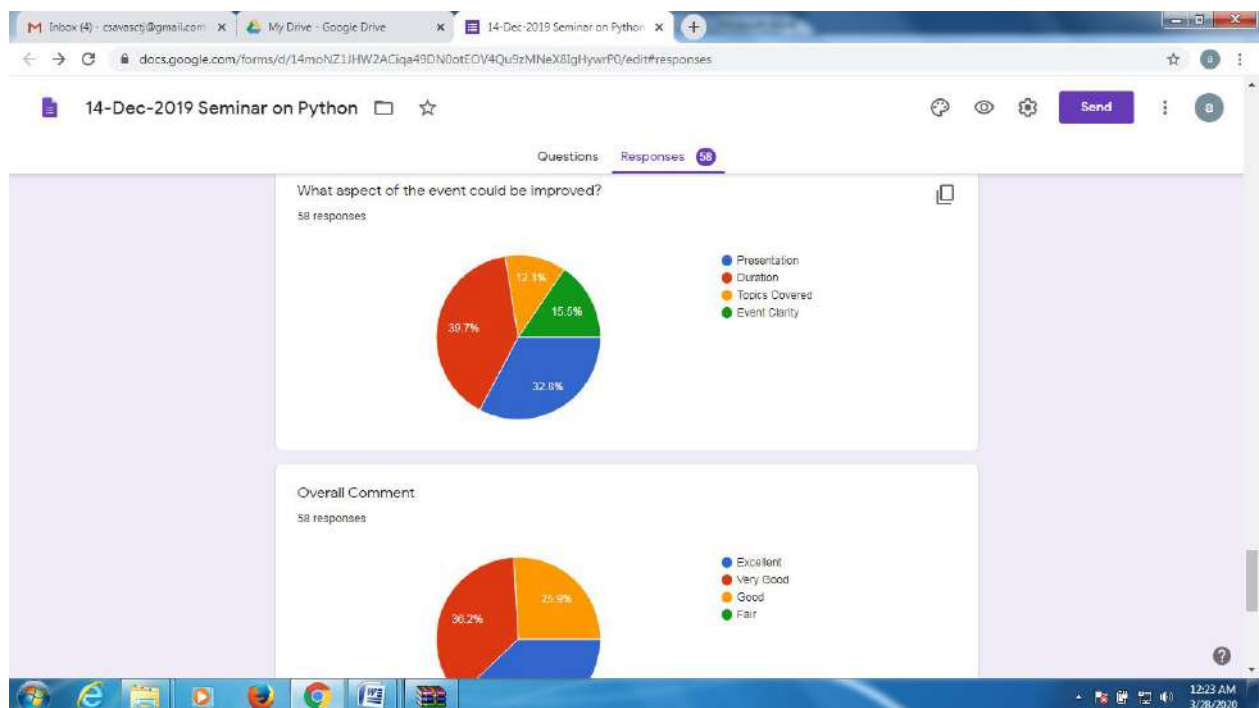 Inbox (4) - csavasctj@gmail.com
My Drive - Google Drive
14-Dec-2019 Seminar on Python
docs.google.com/forms/d/14moNZ1JHW2ACiqa49DN0otEOV4Qu9zMNeX8IgHywrP0/edit#responses
14-Dec-2019 Seminar on Python
Send
a
Questions
Responses 58
What aspect of the event could be improved?
58 responses
12.1%
15.5%
39.7%
32.8%
Presentation
Duration
Topics Covered
Event Clarity
Overall Comment
58 responses
25.9%
36.2%
Excellent
Very Good
Good
Fair
12:23 AM
3/28/2020